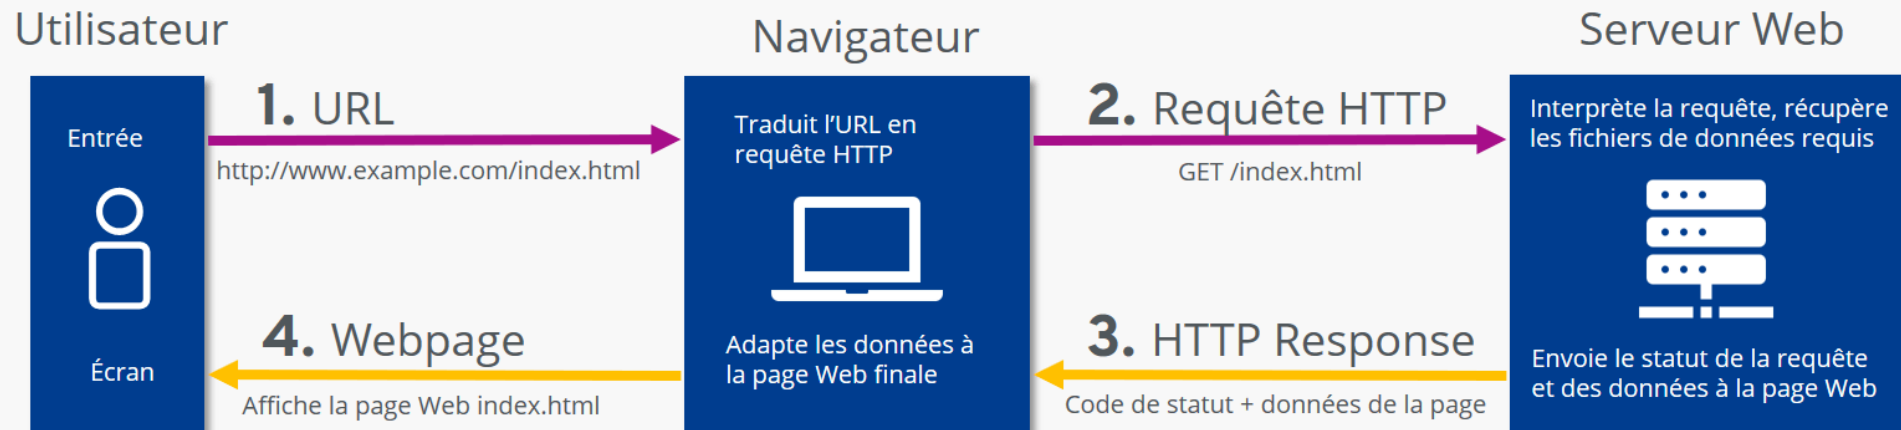 Utilisateur
Navigateur
Serveur Web
Entrée
1. URL
http://www.example.com/index.html
Traduit l'URL en
requête HTTP
2. Requête HTTP
GET /index.html
Interprète la requête, récupère
les fichiers de données requis
Écran
4. Webpage
Affiche la page Web index.html
Adapte les données à
la page Web finale
3. HTTP Response
Code de statut + données de la page
Envoie le statut de la requête
et des données à la page Web